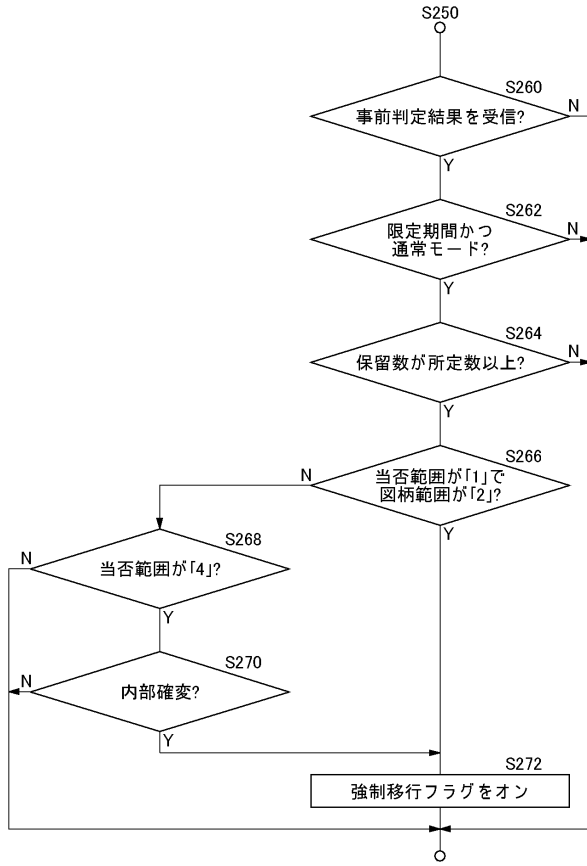 S250
S260
事前判定結果を受信?
N
Y
S262
限定期間かつ
通常モード?
N
Y
S264
保留数が所定数以上?
N
Y
S266
当否範囲が「1」で
図柄範囲が「2」?
N
Y
S268
当否範囲が「4」?
N
Y
S270
内部確変?
N
Y
S272
強制移行フラグをオン